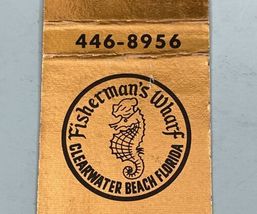 446-8956
Fisherman's Wharf
CLEARWATER BEACH FLORIDA